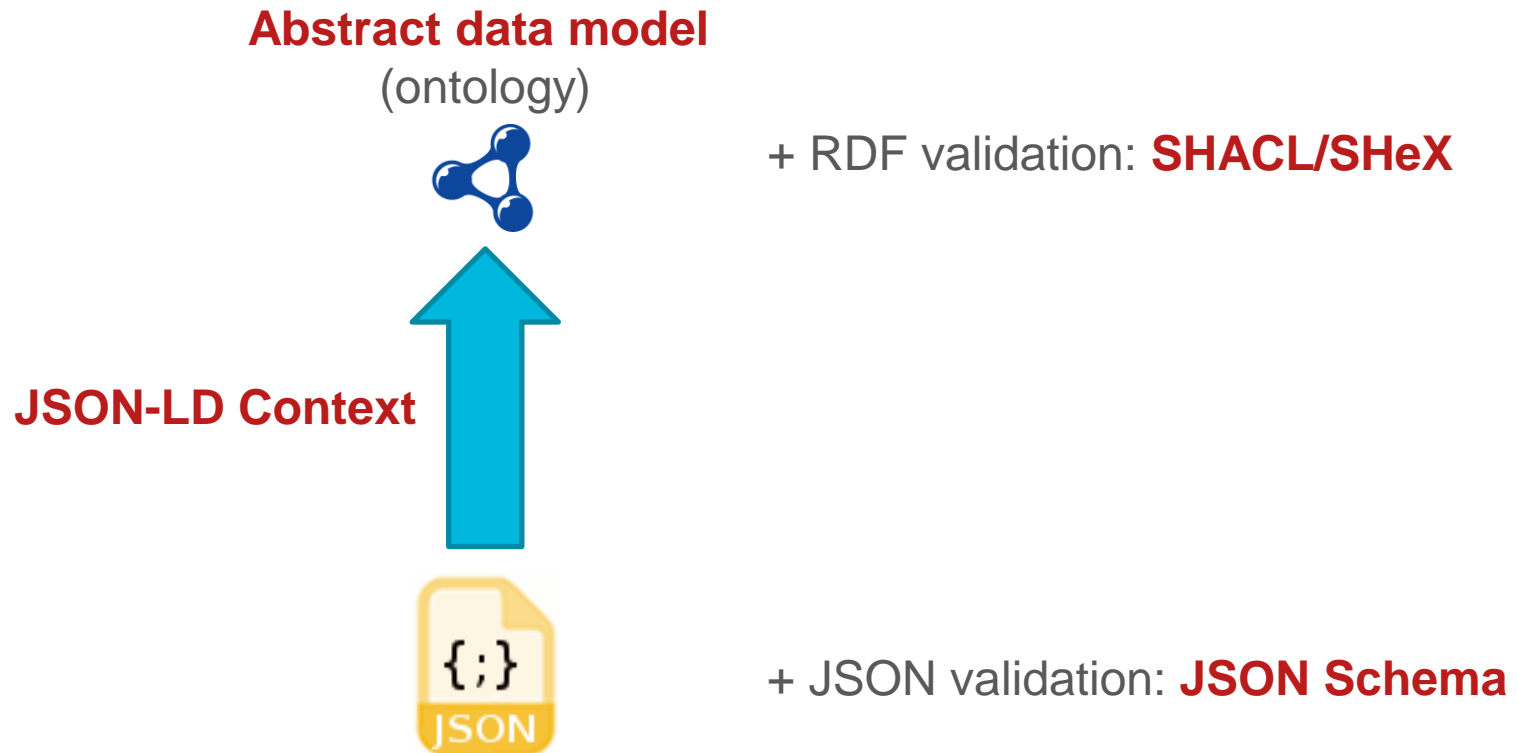 Abstract data model
(ontology)
+ RDF validation: SHACL/SHeX
JSON-LD Context
{;}
JSON
+ JSON validation: JSON Schema